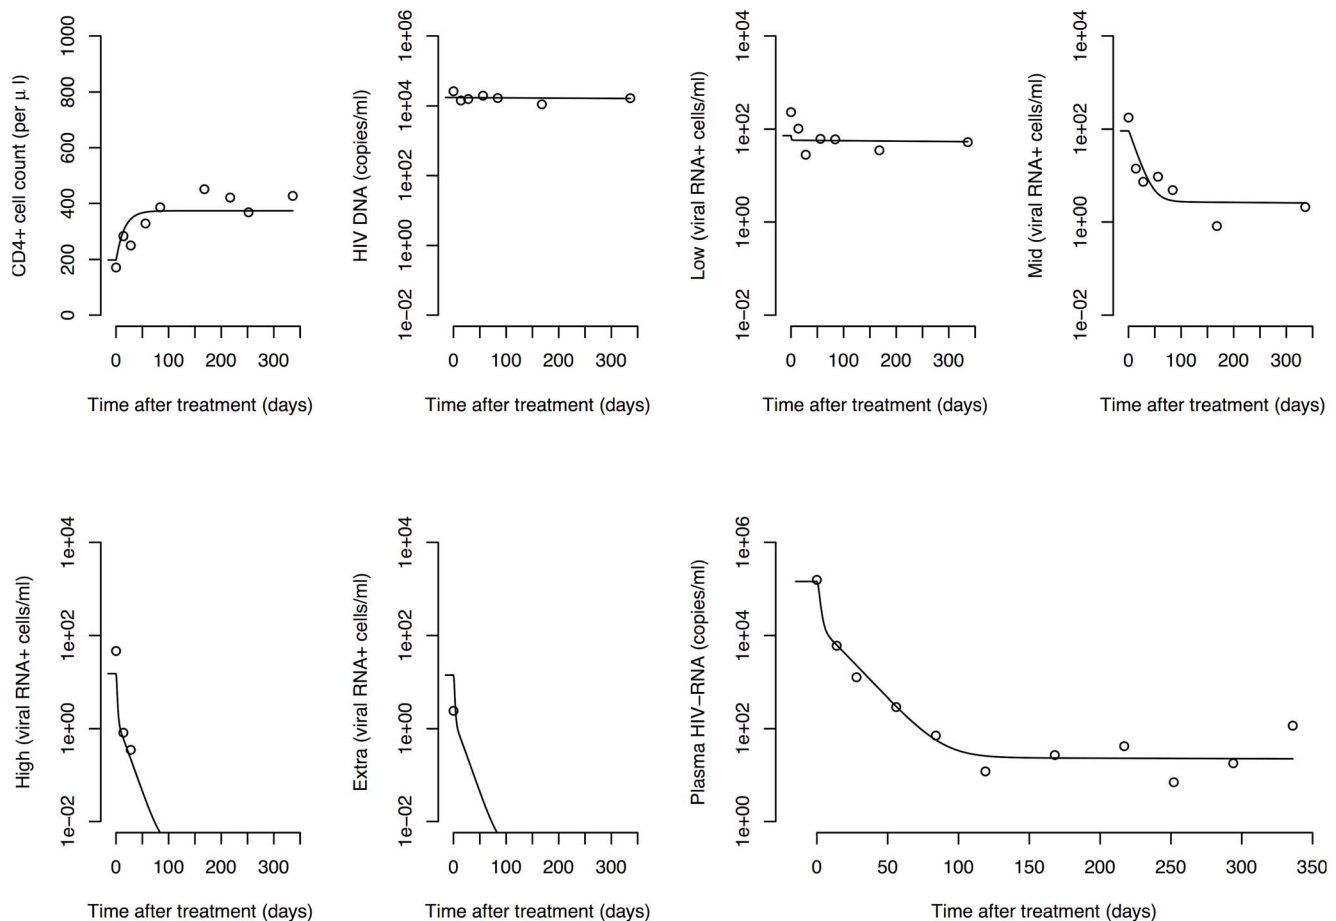 CD4+ cell count (per μ l)
1000
800
600
400
200
0
0 100 200 300
Time after treatment (days)
HIV DNA (copies/ml)
1e+06
1e+04
1e+02
1e+00
1e−02
0 100 200 300
Time after treatment (days)
Low (viral RNA+ cells/ml)
1e+04
1e+02
1e+00
1e−02
0 100 200 300
Time after treatment (days)
Mid (viral RNA+ cells/ml)
1e+04
1e+02
1e+00
1e−02
0 100 200 300
Time after treatment (days)
High (viral RNA+ cells/ml)
1e+04
1e+02
1e+00
1e−02
0 100 200 300
Time after treatment (days)
Extra (viral RNA+ cells/ml)
1e+04
1e+02
1e+00
1e−02
0 100 200 300
Time after treatment (days)
Plasma HIV−RNA (copies/ml)
1e+06
1e+04
1e+02
1e+00
0 50 100 150 200 250 300 350
Time after treatment (days)